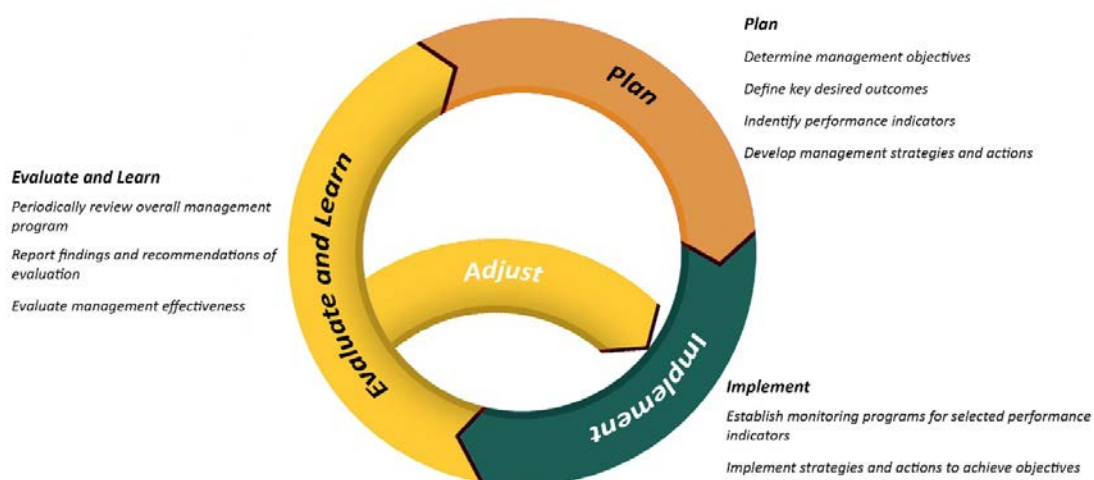 Plan
Determine management objectives
Define key desired outcomes
Indentify performance indicators
Develop management strategies and actions
Plan
Evaluate and Learn
Periodically review overall management
program
Report findings and recommendations of
evaluation
Evaluate management effectiveness
Evaluate and Learn
Adjust
Implement
Implement
Establish monitoring programs for selected performance
indicators
Implement strategies and actions to achieve objectives